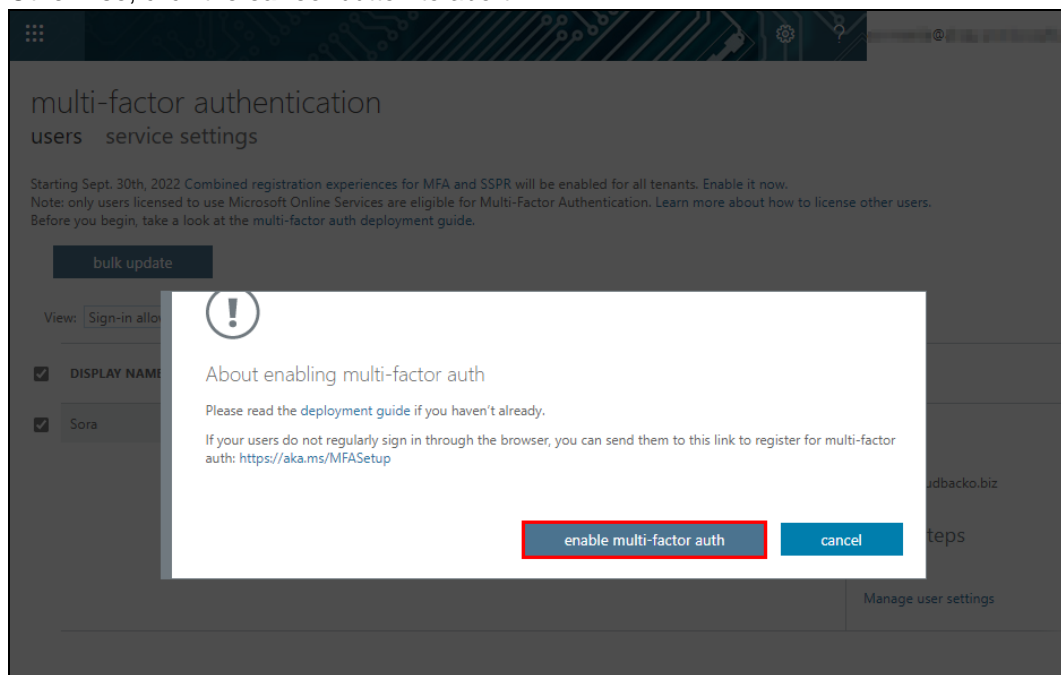 ?
@
multi-factor authentication
users service settings
Starting Sept. 30th, 2022 Combined registration experiences for MFA and SSPR will be enabled for all tenants. Enable it now.
Note: only users licensed to use Microsoft Online Services are eligible for Multi-Factor Authentication. Learn more about how to license other users.
Before you begin, take a look at the multi-factor auth deployment guide.
bulk update
View: Sign-in allo
!
About enabling multi-factor auth
DISPLAY NAME
Please read the deployment guide if you haven't already.
Sora
If your users do not regularly sign in through the browser, you can send them to this link to register for multi-factor
auth: https://aka.ms/MFASetup
udbacko.biz
enable multi-factor auth
cancel
teps
Manage user settings